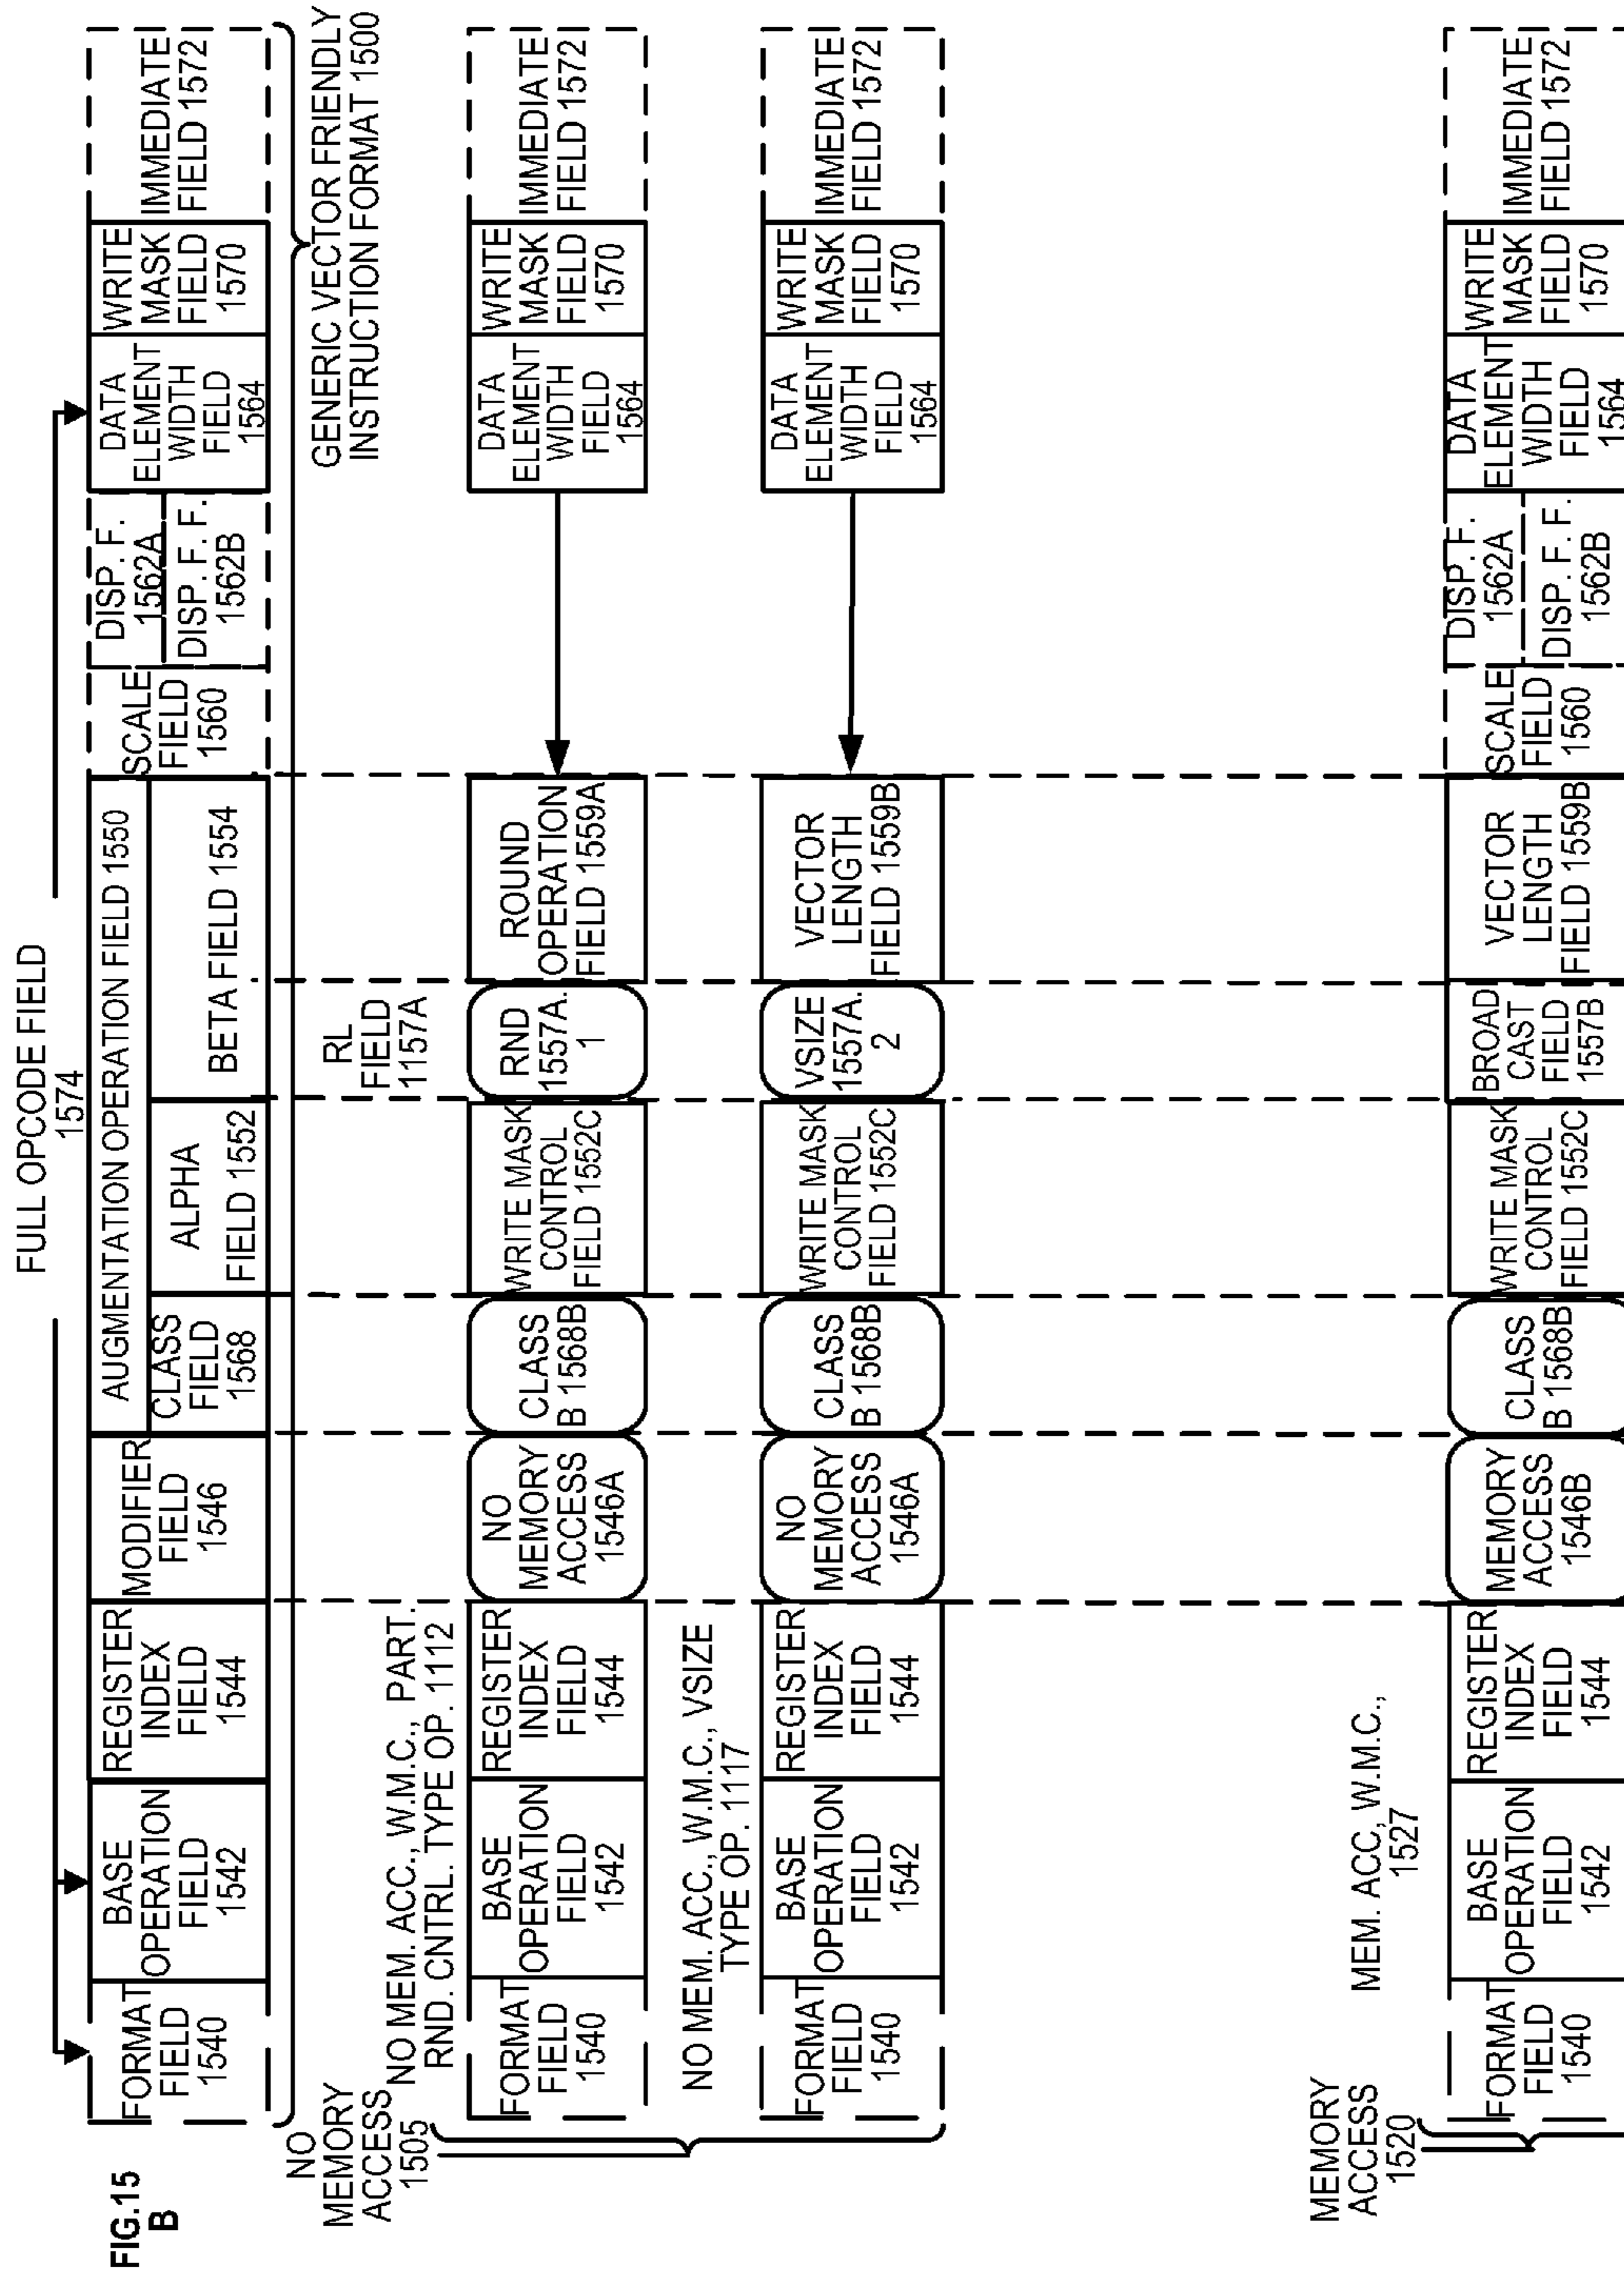 FIG.15
B
FULL OPCODE FIELD
1574
FORMAT
FIELD
1540
BASE
OPERATION
FIELD
1542
REGISTER
INDEX
FIELD
1544
MODIFIER
FIELD
1546
AUGMENTATION OPERATION FIELD 1550
CLASS
FIELD
1568
ALPHA
FIELD 1552
BETA FIELD 1554
SCALE
FIELD
1560
DISP. F.
1562A
DISP. F. F.
1562B
DATA
ELEMENT
WIDTH
FIELD
1564
WRITE
MASK
FIELD
1570
IMMEDIATE
FIELD 1572
GENERIC VECTOR FRIENDLY
INSTRUCTION FORMAT 1500
NO
MEMORY
ACCESS
1505
RL
FIELD
1157A
NO MEM. ACC., W.M.C., PART.
RND. CNTRL. TYPE OP. 1112
FORMAT
FIELD
1540
BASE
OPERATION
FIELD
1542
REGISTER
INDEX
FIELD
1544
NO
MEMORY
ACCESS
1546A
CLASS
B 1568B
WRITE MASK
CONTROL
FIELD 1552C
RND
1557A.
1
ROUND
OPERATION
FIELD 1559A
DATA
ELEMENT
WIDTH
FIELD
1564
WRITE
MASK
FIELD
1570
IMMEDIATE
FIELD 1572
NO MEM. ACC., W.M.C., VSIZE
TYPE OP. 1117
FORMAT
FIELD
1540
BASE
OPERATION
FIELD
1542
REGISTER
INDEX
FIELD
1544
NO
MEMORY
ACCESS
1546A
CLASS
B 1568B
WRITE MASK
CONTROL
FIELD 1552C
VSIZE
1557A.
2
VECTOR
LENGTH
FIELD 1559B
DATA
ELEMENT
WIDTH
FIELD
1564
WRITE
MASK
FIELD
1570
IMMEDIATE
FIELD 1572
MEMORY
ACCESS
1520
MEM. ACC, W.M.C.,
1527
FORMAT
FIELD
1540
BASE
OPERATION
FIELD
1542
REGISTER
INDEX
FIELD
1544
MEMORY
ACCESS
1546B
CLASS
B 1568B
WRITE MASK
CONTROL
FIELD 1552C
BROAD
CAST
FIELD
1557B
VECTOR
LENGTH
FIELD 1559B
SCALE
FIELD
1560
DISP. F.
1562A
DISP. F. F.
1562B
DATA
ELEMENT
WIDTH
FIELD
1564
WRITE
MASK
FIELD
1570
IMMEDIATE
FIELD 1572